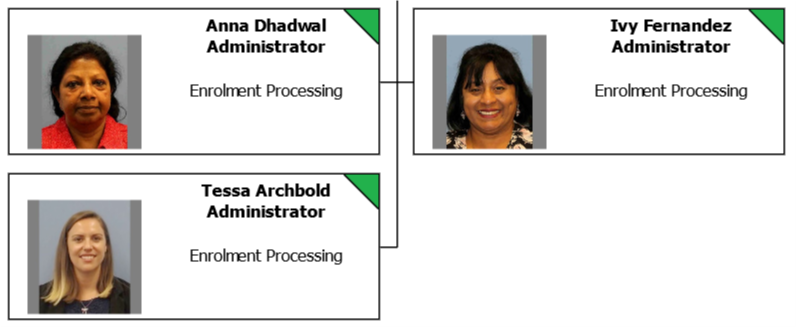 Anna Dhadwal
Administrator
Enrolment Processing
Ivy Fernandez
Administrator
Enrolment Processing
Tessa Archbold
Administrator
Enrolment Processing